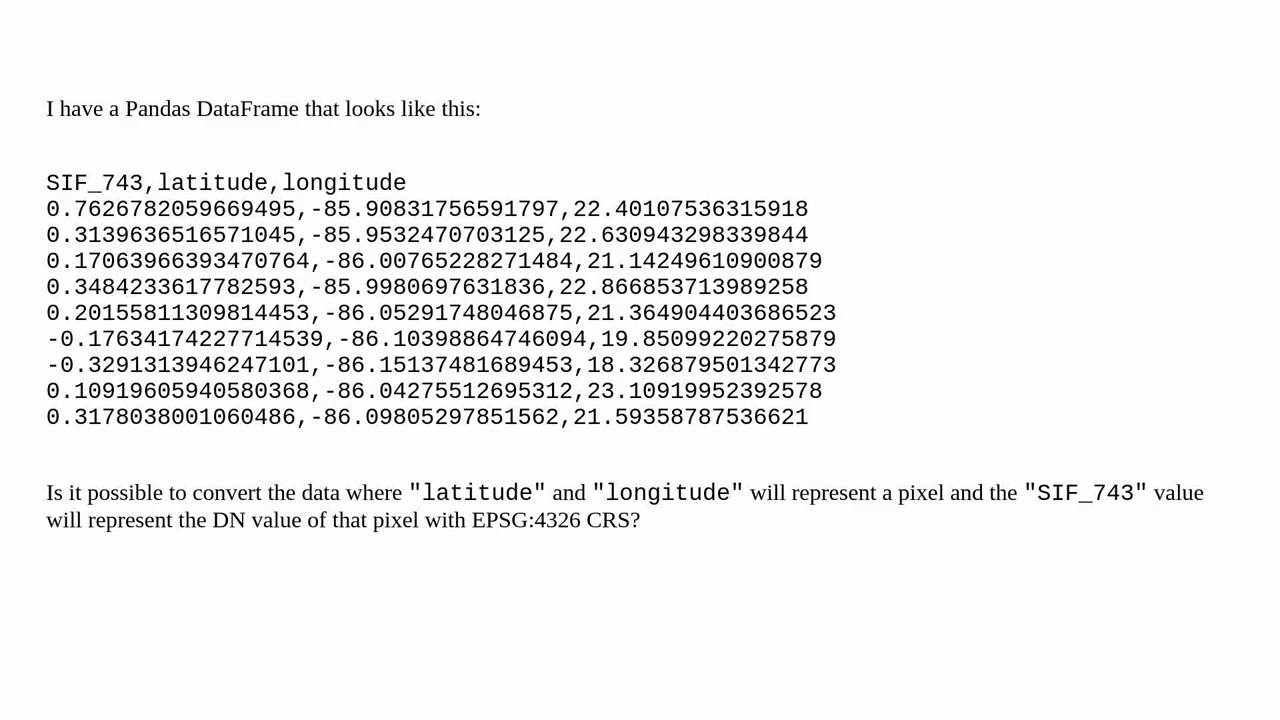 I have a Pandas DataFrame that looks like this:
SIF_743,latitude,longitude
0.7626782059669495,-85.90831756591797,22.40107536315918
0.3139636516571045,-85.9532470703125,22.630943298339844
0.17063966393470764,-86.00765228271484,21.14249610900879
0.3484233617782593,-85.9980697631836,22.866853713989258
0.20155811309814453,-86.05291748046875,21.364904403686523
-0.17634174227714539,-86.10398864746094,19.85099220275879
-0.3291313946247101,-86.15137481689453,18.326879501342773
0.10919605940580368,-86.04275512695312,23.10919952392578
0.3178038001060486,-86.09805297851562,21.59358787536621
Is it possible to convert the data where "latitude" and "longitude" will represent a pixel and the "SIF_743" value
will represent the DN value of that pixel with EPSG:4326 CRS?